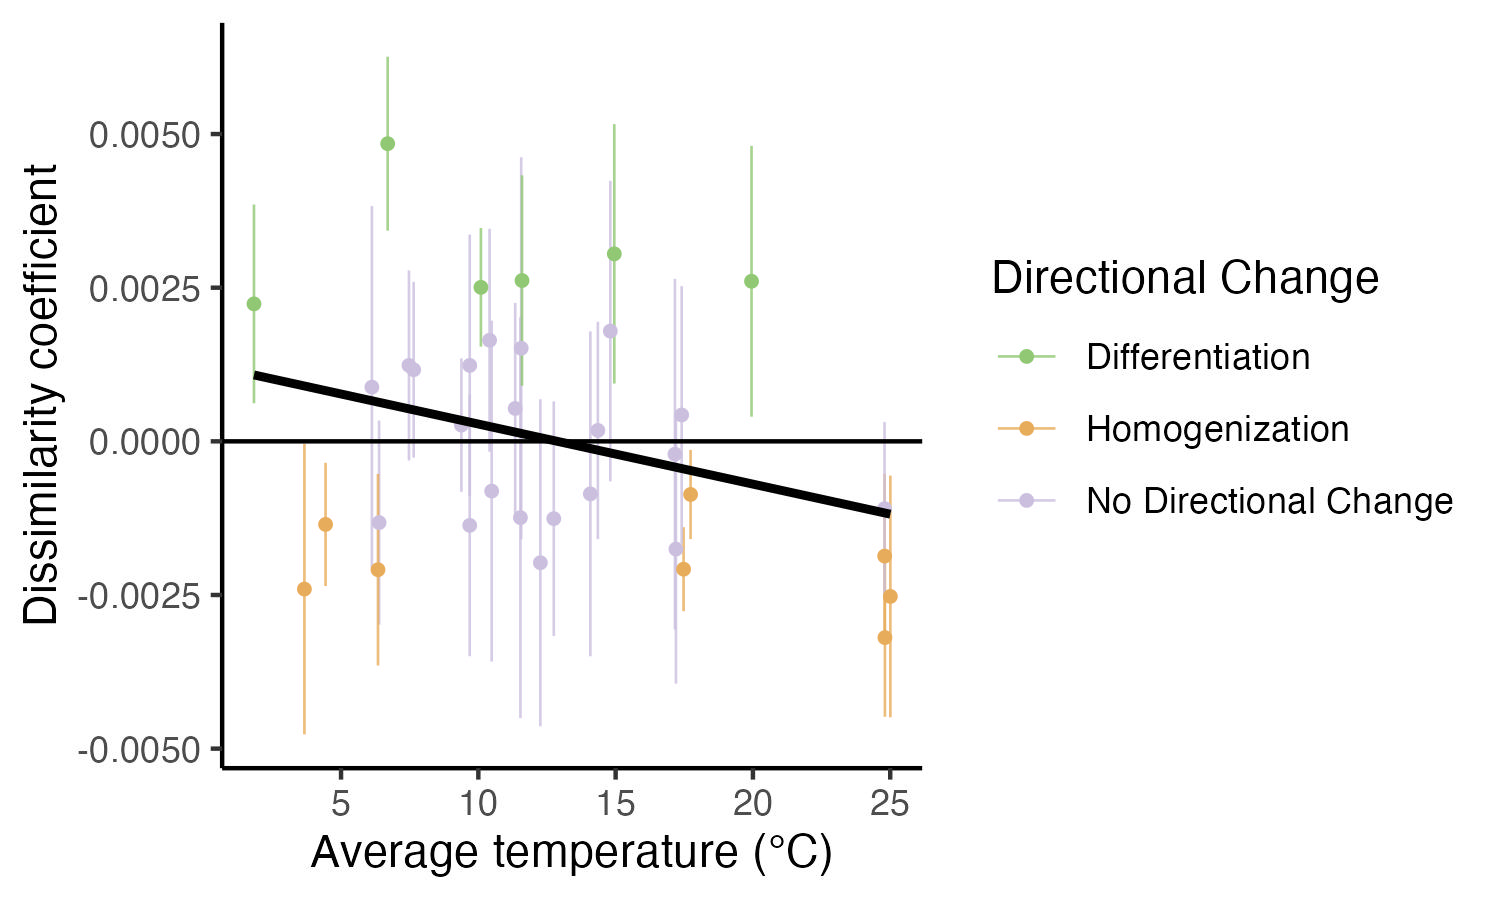 Dissimilarity coefficient
0.0050
0.0025
0.0000
-0.0025
-0.0050
5 10 15 20 25
Average temperature (°C)
Directional Change
Differentiation
Homogenization
No Directional Change